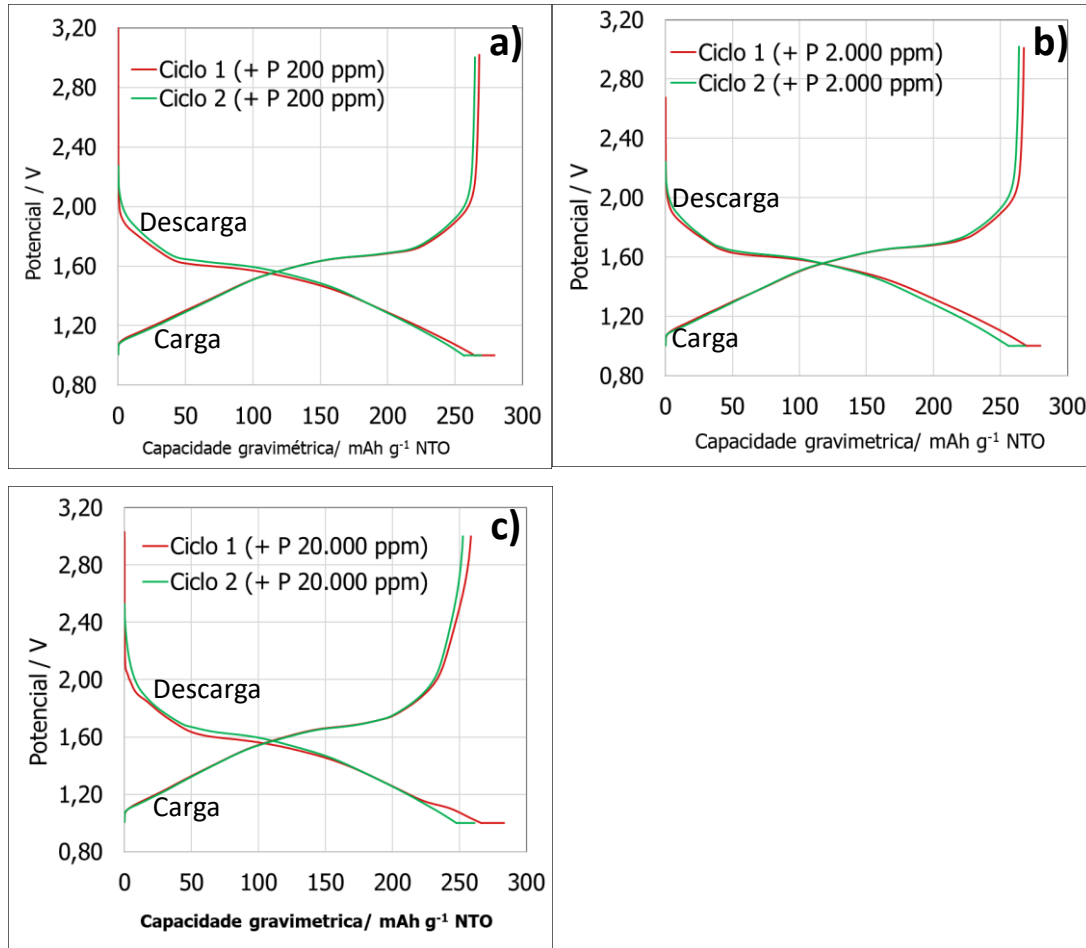 a)
Ciclo 1 (+ P 200 ppm)
Ciclo 2 (+ P 200 ppm)
3,20
2,80
2,40
2,00
1,60
1,20
0,80
Potencial / V
Descarga
Carga
0 50 100 150 200 250 300
Capacidade gravimétrica/ mAh g⁻¹ NTO
b)
Ciclo 1 (+ P 2.000 ppm)
Ciclo 2 (+ P 2.000 ppm)
3,20
2,80
2,40
2,00
1,60
1,20
0,80
Potencial / V
Descarga
Carga
0 50 100 150 200 250 300
Capacidade gravimetrica/ mAh g⁻¹ NTO
c)
Ciclo 1 (+ P 20.000 ppm)
Ciclo 2 (+ P 20.000 ppm)
3,20
2,80
2,40
2,00
1,60
1,20
0,80
Potencial / V
Descarga
Carga
0 50 100 150 200 250 300
Capacidade gravimetrica/ mAh g⁻¹ NTO